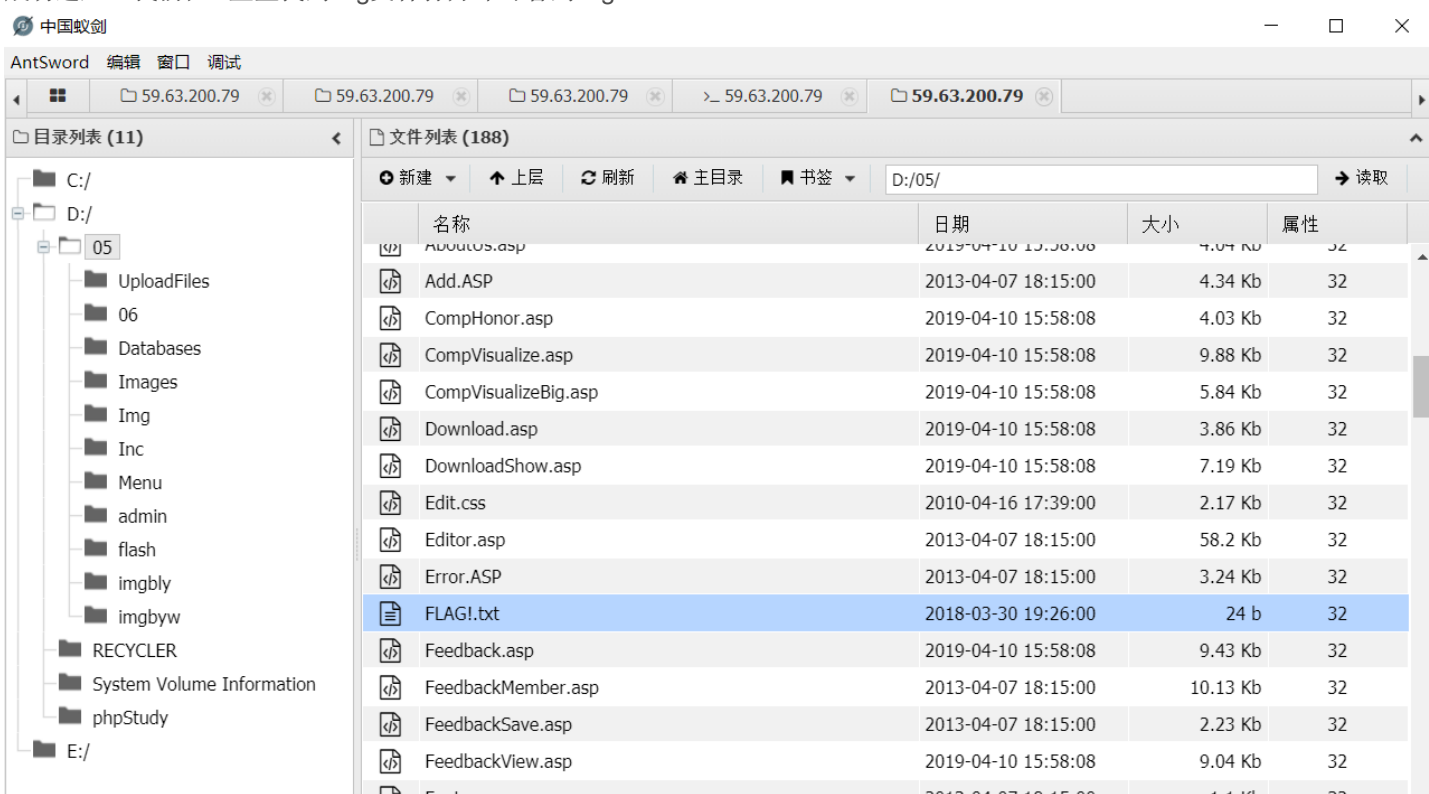 中国蚁剑
AntSword 编辑 窗口 调试
59.63.200.79 59.63.200.79 59.63.200.79 >_ 59.63.200.79 59.63.200.79
目录列表 (11)
文件列表 (188)
新建 上层 刷新 主目录 书签 D:/05/ 读取
名称 日期 大小 属性
C:/
D:/
05
UploadFiles
06
Databases
Images
Img
Inc
Menu
admin
flash
imgbly
imgbyw
RECYCLER
System Volume Information
phpStudy
E:/
AboutUs.asp 2019-04-10 15:58:08 4.04 Kb 32
Add.ASP 2013-04-07 18:15:00 4.34 Kb 32
CompHonor.asp 2019-04-10 15:58:08 4.03 Kb 32
CompVisualize.asp 2019-04-10 15:58:08 9.88 Kb 32
CompVisualizeBig.asp 2019-04-10 15:58:08 5.84 Kb 32
Download.asp 2019-04-10 15:58:08 3.86 Kb 32
DownloadShow.asp 2019-04-10 15:58:08 7.19 Kb 32
Edit.css 2010-04-16 17:39:00 2.17 Kb 32
Editor.asp 2013-04-07 18:15:00 58.2 Kb 32
Error.ASP 2013-04-07 18:15:00 3.24 Kb 32
FLAG!.txt 2018-03-30 19:26:00 24 b 32
Feedback.asp 2019-04-10 15:58:08 9.43 Kb 32
FeedbackMember.asp 2013-04-07 18:15:00 10.13 Kb 32
FeedbackSave.asp 2013-04-07 18:15:00 2.23 Kb 32
FeedbackView.asp 2019-04-10 15:58:08 9.04 Kb 32